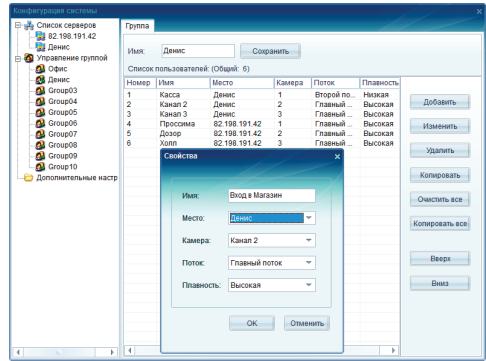 Конфигурация системы
Список серверов
82.198.191.42
Денис
Управление группой
Офис
Денис
Group03
Group04
Group05
Group06
Group07
Group08
Group09
Group10
Дополнительные настр
Группа
Имя: Денис Сохранить
Список пользователей: (Общий: 6)
Номер Имя Место Камера Поток Плавность
1 Касса Денис 1 Второй по... Низкая
2 Канал 2 Денис 2 Главный ... Высокая
3 Канал 3 Денис 3 Главный ... Высокая
4 Проссима 82.198.191.42 1 Главный ... Высокая
5 Дозор 82.198.191.42 2 Главный ... Высокая
6 Холл 82.198.191.42 3 Главный ... Высокая
Добавить
Изменить
Удалить
Копировать
Очистить все
Копировать все
Вверх
Вниз
Свойства
Имя: Вход в Магазин
Место: Денис
Камера: Канал 2
Поток: Главный поток
Плавность: Высокая
OK Отменить